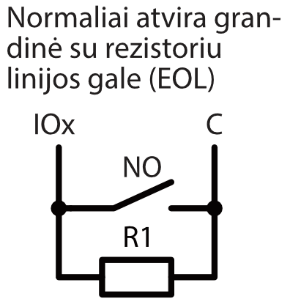 Normaliai atvira gran-
dinė su rezistoriu
linijos gale (EOL)
IOx C
NO
R1